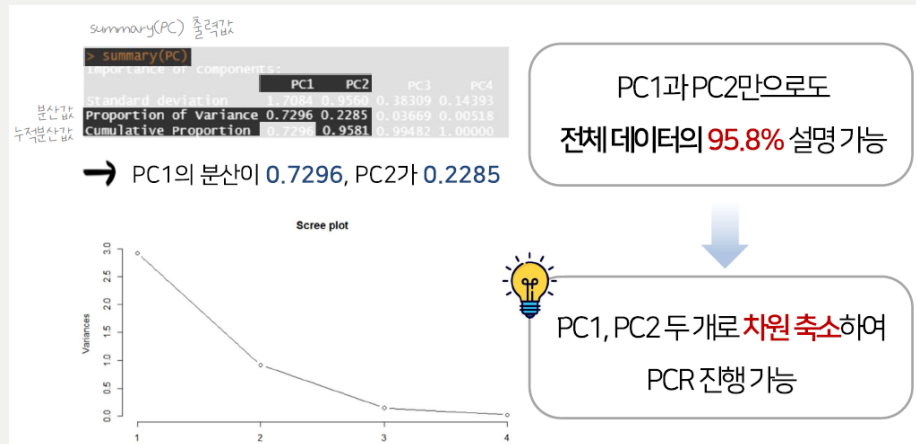 summary(PC) 출력값
> summary(PC)
Importance of components:
PC1 PC2 PC3 PC4
Standard deviation 1.7084 0.9560 0.38309 0.14393
분산값 Proportion of Variance 0.7296 0.2285 0.03669 0.00518
누적분산값 Cumulative Proportion 0.7296 0.9581 0.99482 1.00000
→ PC1의 분산이 0.7296, PC2가 0.2285
Scree plot
Variances
3.0
2.5
2.0
1.5
1.0
0.5
0.0
1 2 3 4
PC1과 PC2만으로도
전체 데이터의 95.8% 설명 가능
PC1, PC2 두 개로 차원 축소하여
PCR 진행 가능